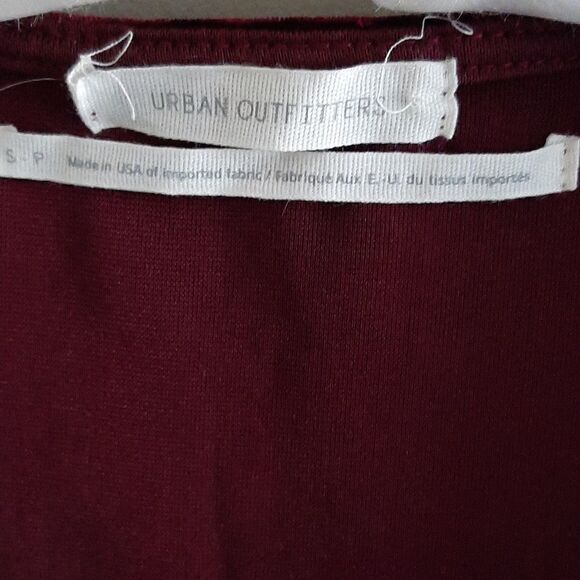 URBAN OUTFITTERS
S - P Made in USA of imported fabric / Fabriqué Aux E.-U. du tissus importés